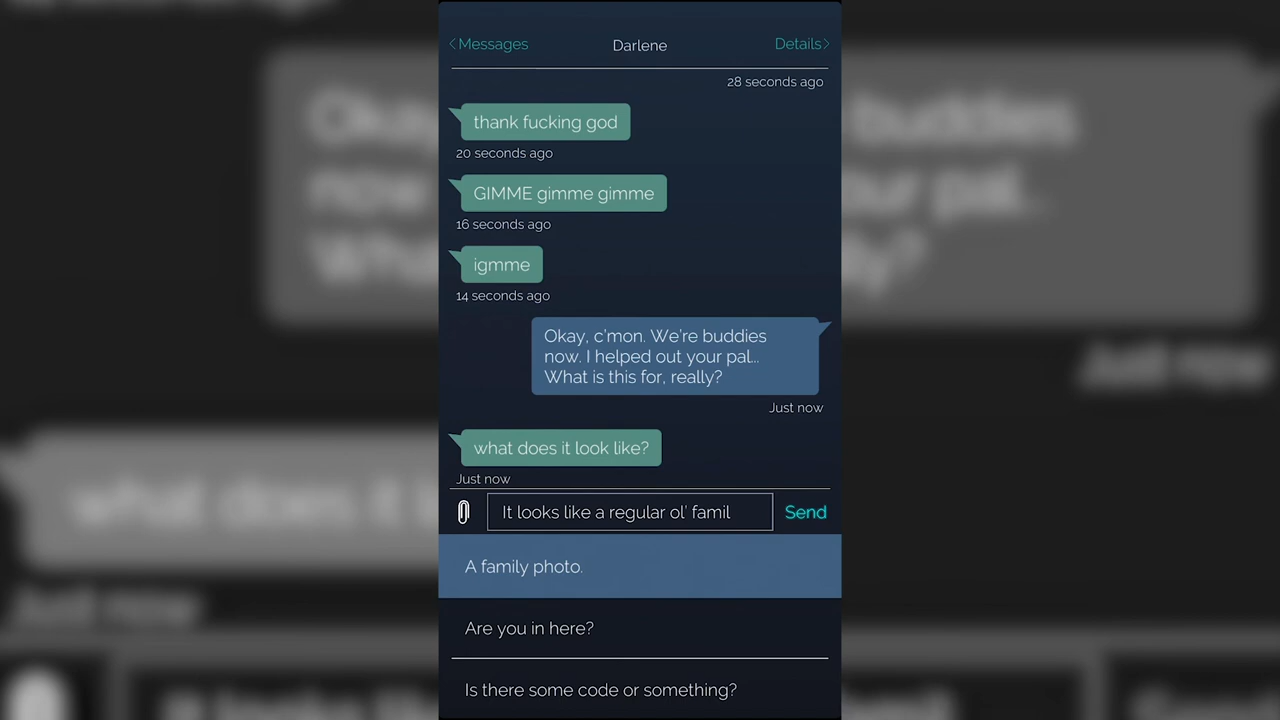 Messages
Darlene
Details
28 seconds ago
thank fucking god
20 seconds ago
GIMME gimme gimme
16 seconds ago
igmme
14 seconds ago
Okay, c'mon. We're buddies
now. I helped out your pal...
What is this for, really?
Just now
what does it look like?
Just now
It looks like a regular ol' famil
Send
A family photo.
Are you in here?
Is there some code or something?